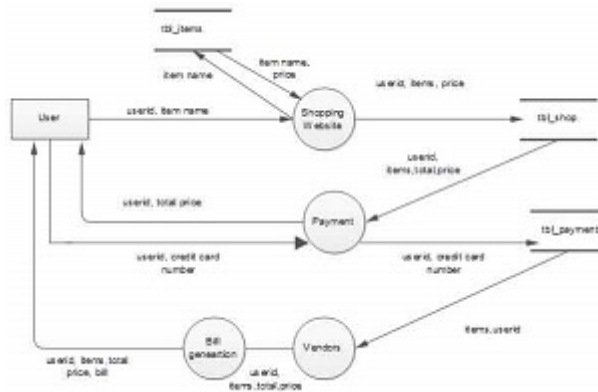 tbl_items
item name,
price
item name
userid, items, price
User
userid, item name
Shopping
Website
tbl_shop
userid,
items,total,price
userid, total price
Payment
tbl_payment
userid, credit card
number
userid, credit card
number
items,userid
Bill
geneartion
Vendors
userid, items,total
price, bill
userid,
items,total,price